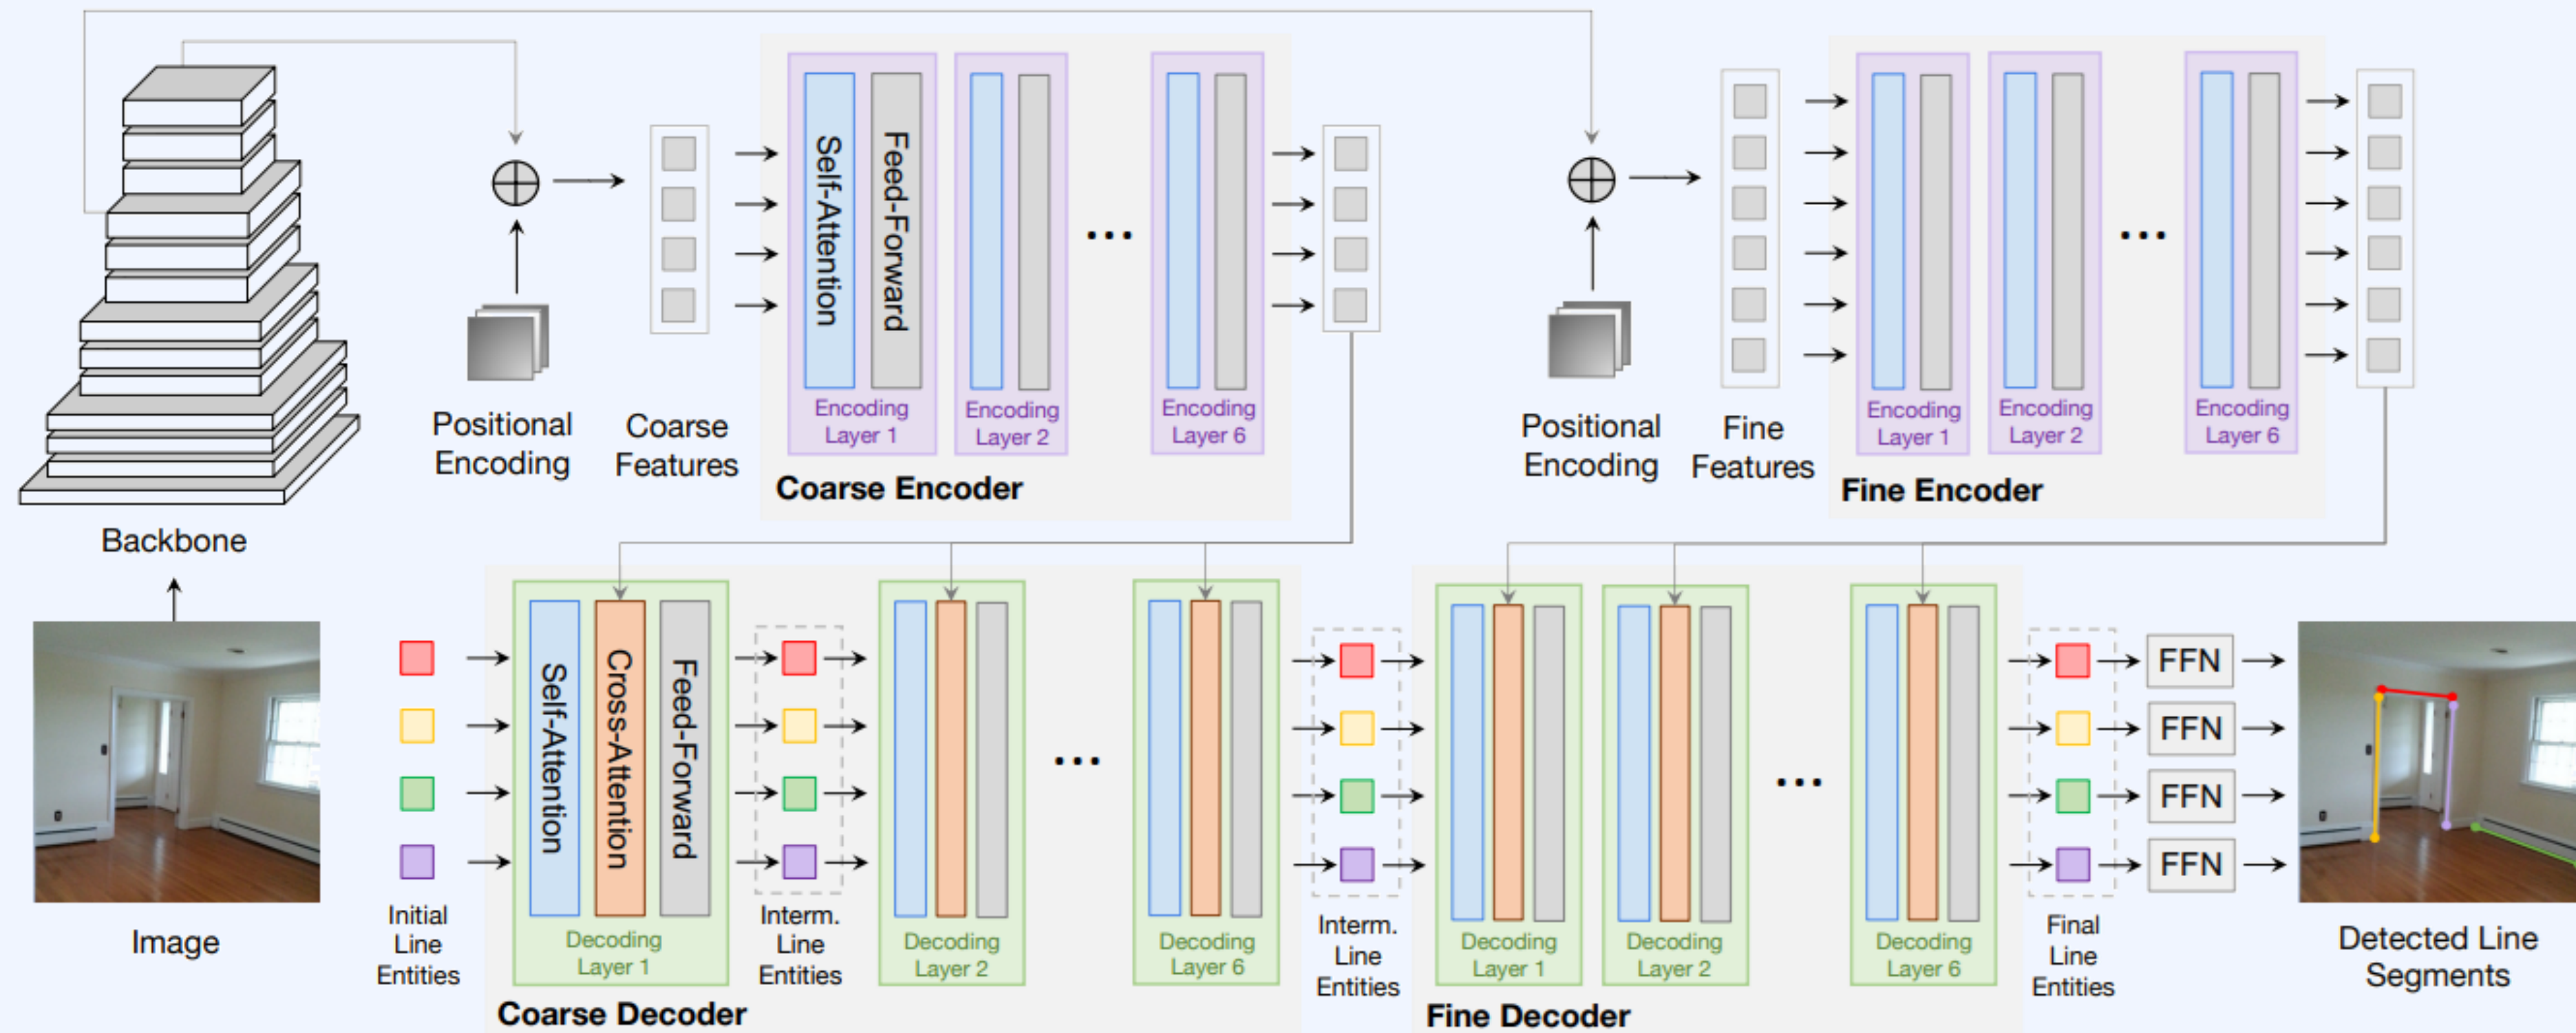 Self-Attention
Feed-Forward
...
...
Encoding
Layer 1
Encoding
Layer 2
Encoding
Layer 6
Encoding
Layer 1
Encoding
Layer 2
Encoding
Layer 6
Positional
Encoding
Coarse
Features
Positional
Encoding
Fine
Features
Coarse Encoder
Fine Encoder
Backbone
Self-Attention
Cross-Attention
Feed-Forward
...
...
FFN
FFN
FFN
FFN
Image
Initial
Line
Entities
Decoding
Layer 1
Interm.
Line
Entities
Decoding
Layer 2
Decoding
Layer 6
Interm.
Line
Entities
Decoding
Layer 1
Decoding
Layer 2
Decoding
Layer 6
Final
Line
Entities
Detected Line
Segments
Coarse Decoder
Fine Decoder